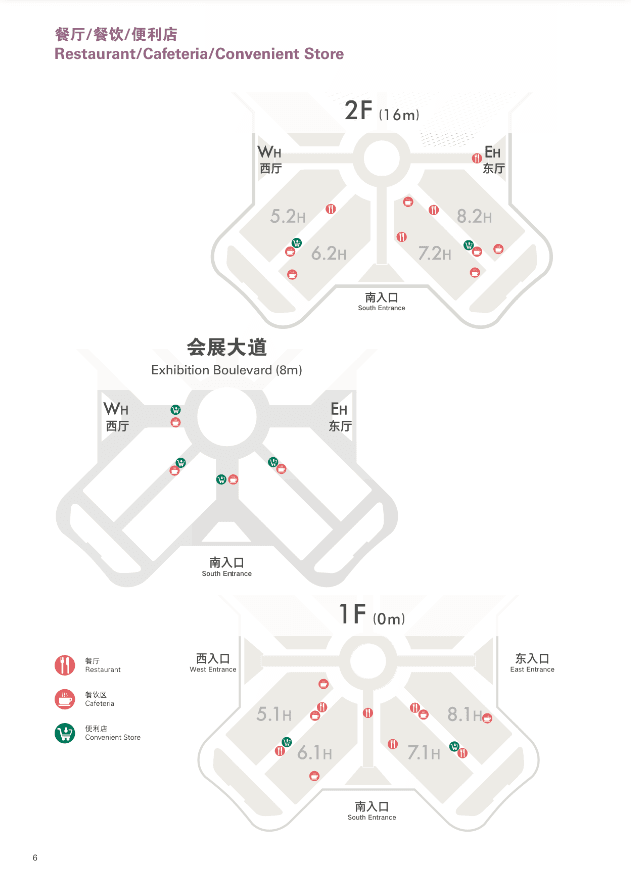 餐厅/餐饮/便利店
Restaurant/Cafeteria/Convenient Store
2F (16m)
WH
西厅
EH
东厅
5.2H
8.2H
6.2H
7.2H
南入口
South Entrance
会展大道
Exhibition Boulevard (8m)
WH
西厅
EH
东厅
南入口
South Entrance
1F (0m)
西入口
West Entrance
东入口
East Entrance
5.1H
8.1H
6.1H
7.1H
南入口
South Entrance
餐厅
Restaurant
餐饮区
Cafeteria
便利店
Convenient Store
6